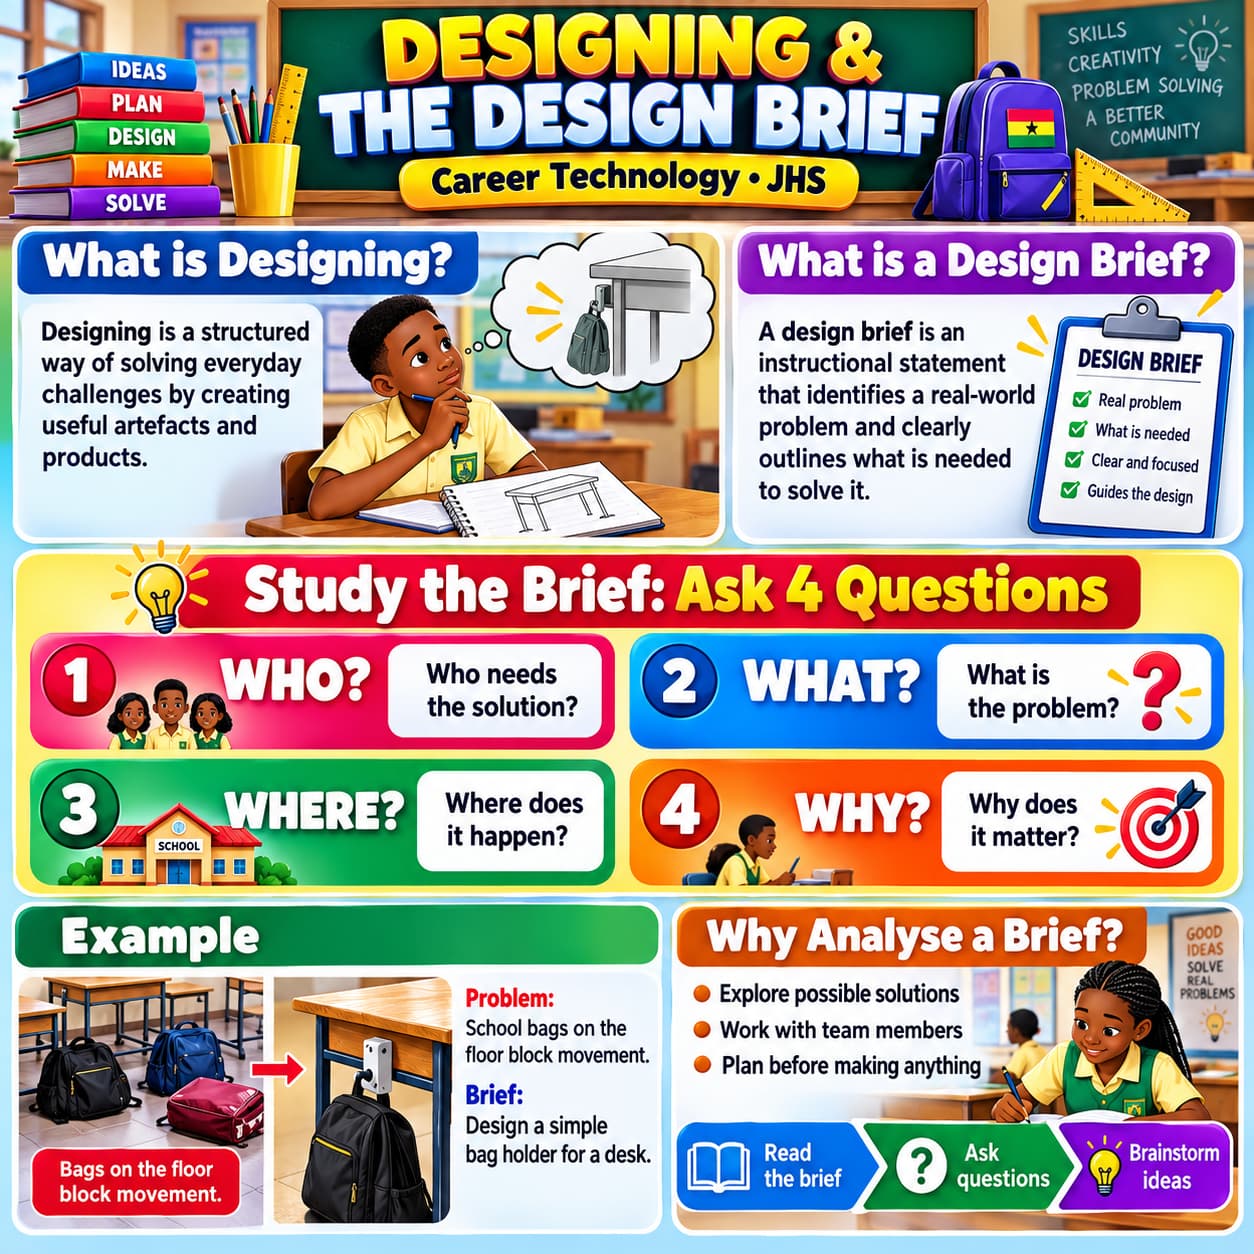 IDEAS
PLAN
DESIGN
MAKE
SOLVE
DESIGNING &
THE DESIGN BRIEF
Career Technology • JHS
SKILLS
CREATIVITY
PROBLEM SOLVING
A BETTER
COMMUNITY
What is Designing?
Designing is a structured
way of solving everyday
challenges by creating
useful artefacts and
products.
What is a Design Brief?
A design brief is an
instructional statement
that identifies a real-world
problem and clearly
outlines what is needed
to solve it.
DESIGN BRIEF
Real problem
What is needed
Clear and focused
Guides the design
Study the Brief: Ask 4 Questions
1
WHO?
Who needs
the solution?
2
WHAT?
What is
the problem?
?
3
SCHOOL
WHERE?
Where does
it happen?
4
WHY?
Why does
it matter?
Example
Bags on the floor
block movement.
Problem:
School bags on the
floor block movement.
Brief:
Design a simple
bag holder for a desk.
Why Analyse a Brief?
• Explore possible solutions
• Work with team members
• Plan before making anything
GOOD
IDEAS
SOLVE
REAL
PROBLEMS
Read
the brief
?
Ask
questions
Brainstorm
ideas